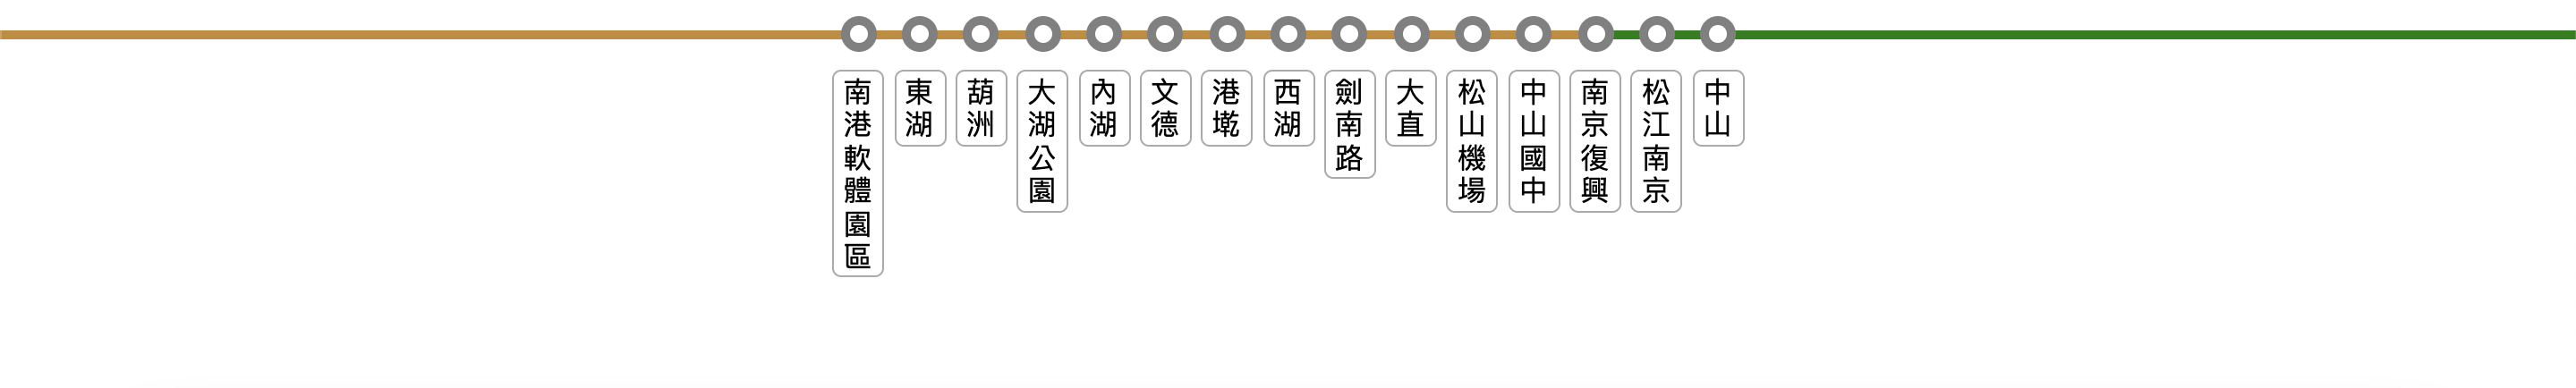 南港軟體園區
東湖
葫洲
大湖公園
內湖
文德
港墘
西湖
劍南路
大直
松山機場
中山國中
南京復興
松江南京
中山